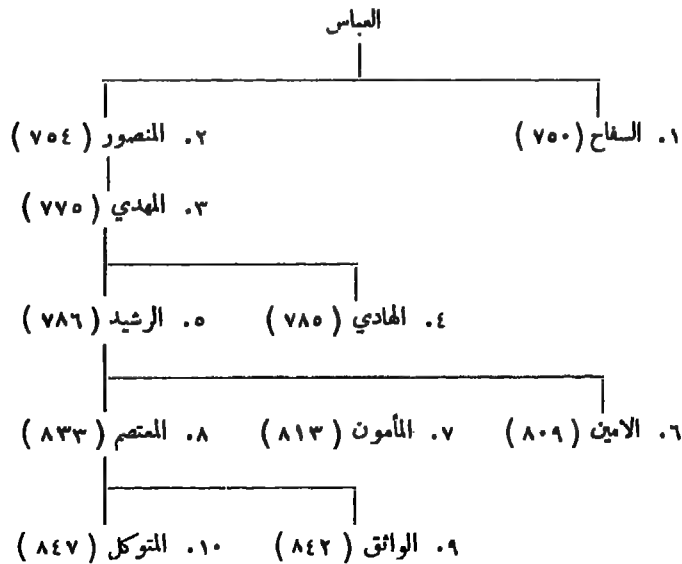 العباس
١. السفاح (٧٥٠) ٢. المنصور (٧٥٤)
٣. المهدي (٧٧٥)
٤. الهادي (٧٨٥) ٥. الرشيد (٧٨٦)
٦. الامين (٨٠٩) ٧. المأمون (٨١٣) ٨. المعتصم (٨٣٣)
٩. الواثق (٨٤٢) ١٠. المتوكل (٨٤٧)